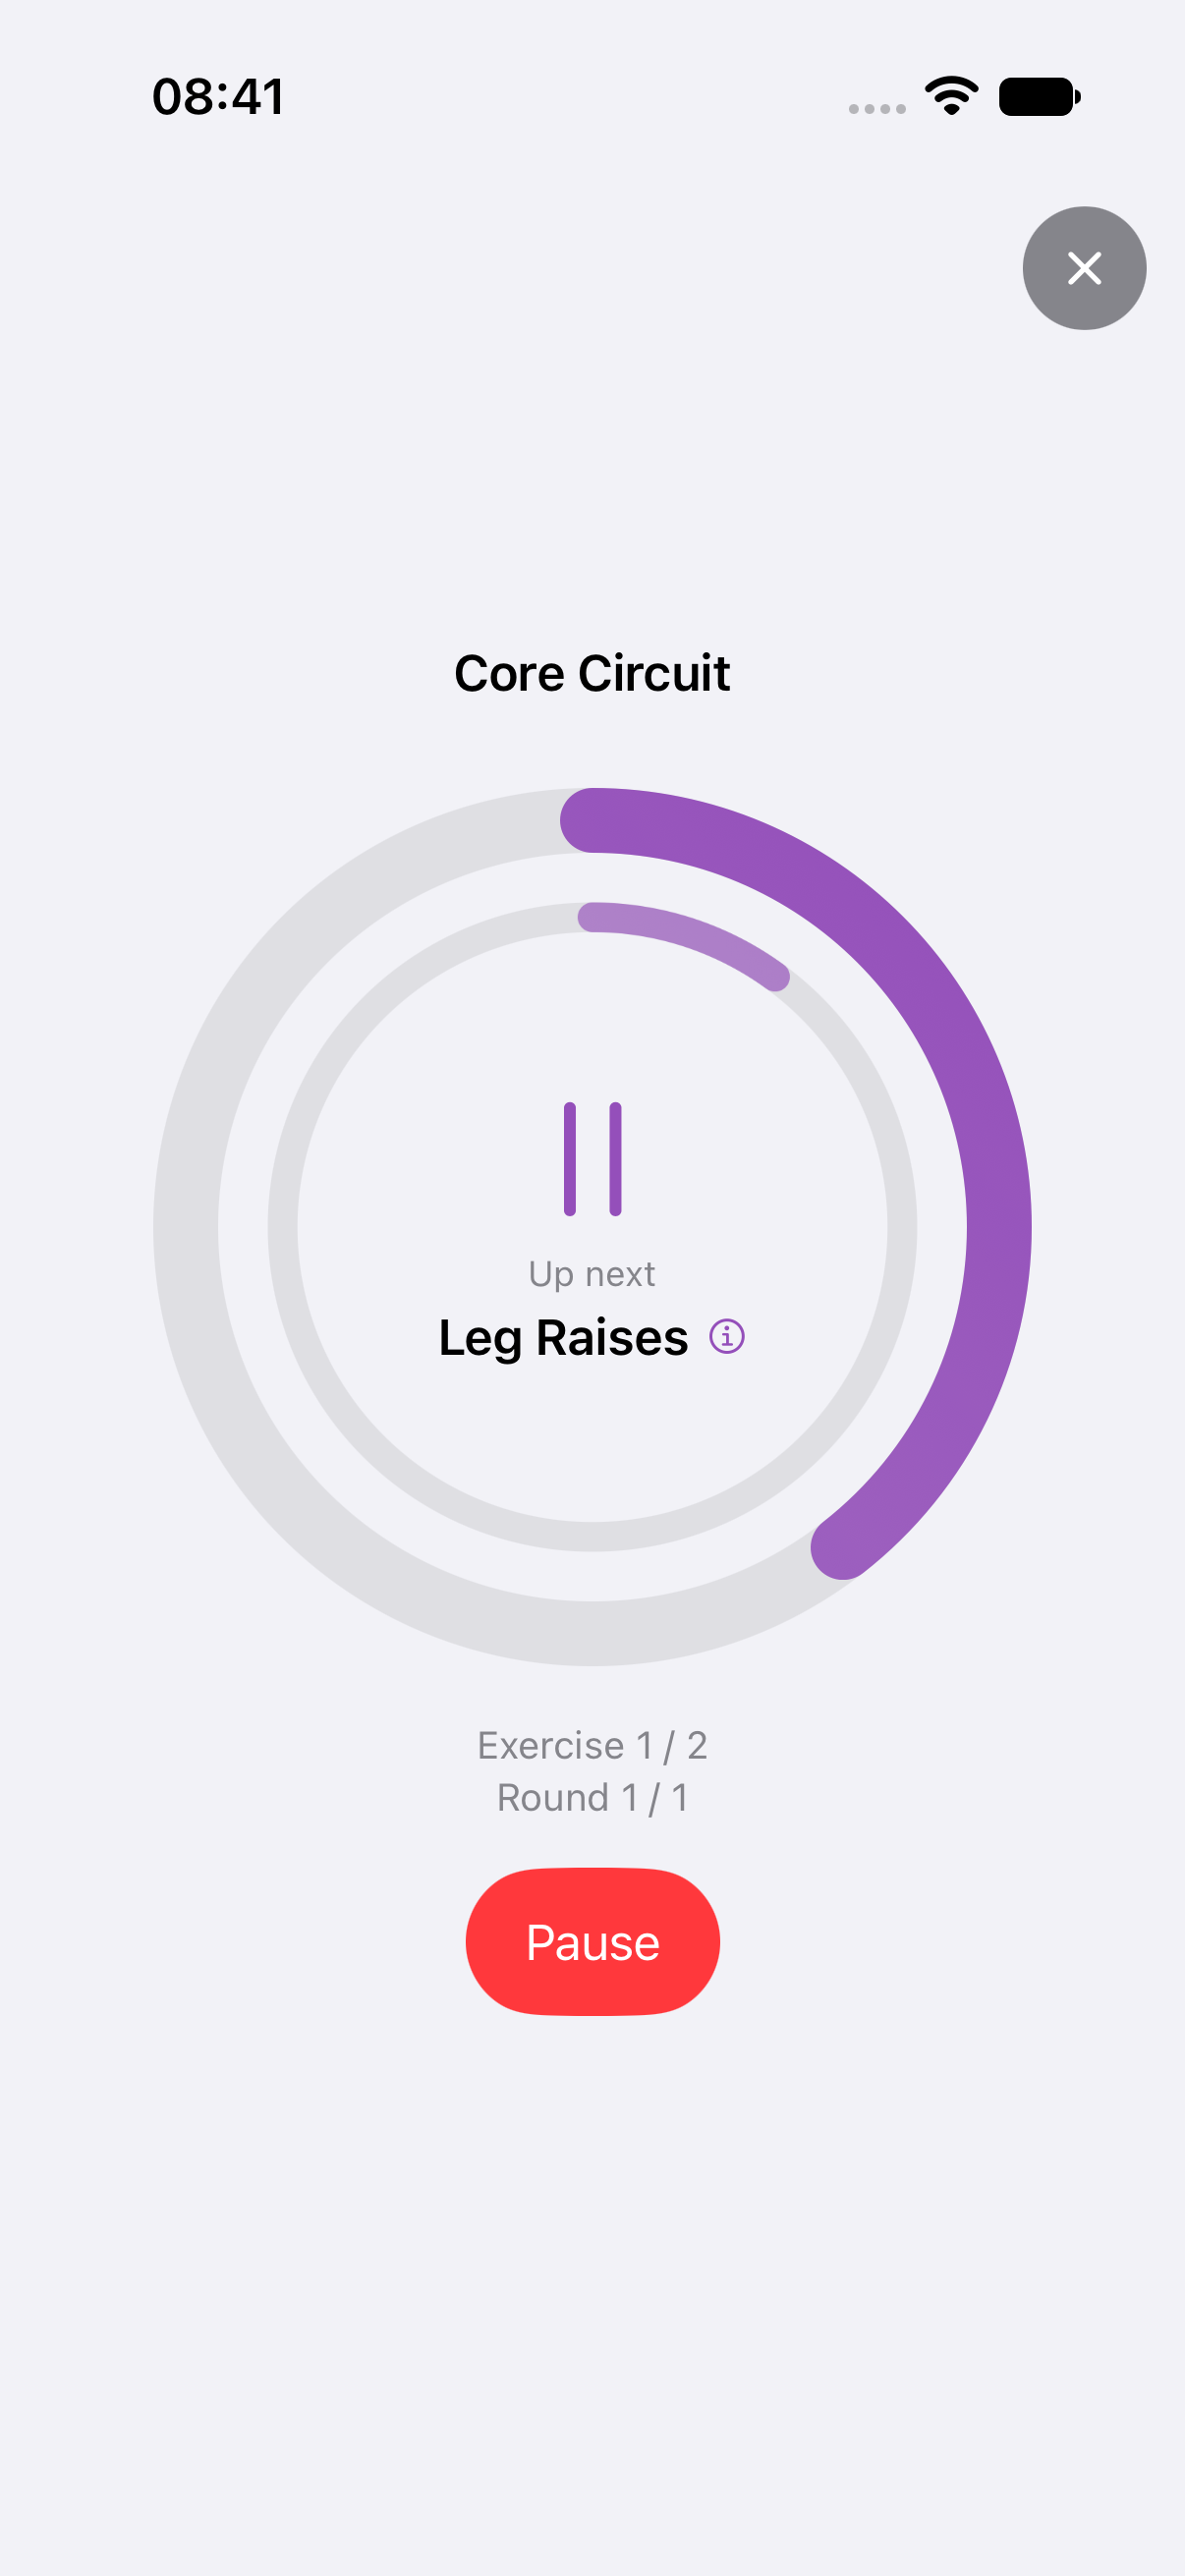 08:41
Core Circuit
Up next
Leg Raises
Exercise 1 / 2
Round 1 / 1
Pause